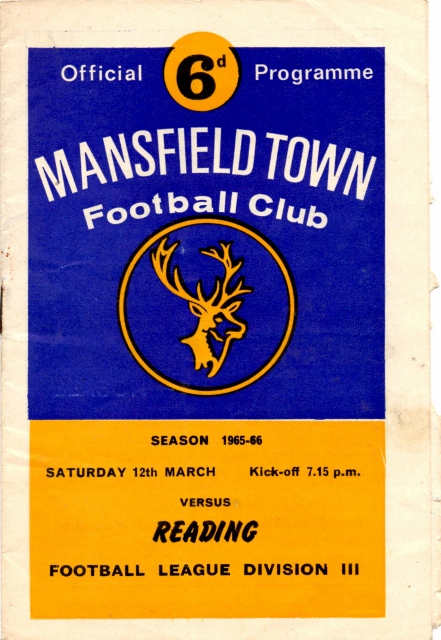 Official 6d Programme
MANSFIELD TOWN
Football Club
SEASON 1965-66
SATURDAY 12th MARCH Kick-off 7.15 p.m.
VERSUS
READING
FOOTBALL LEAGUE DIVISION III